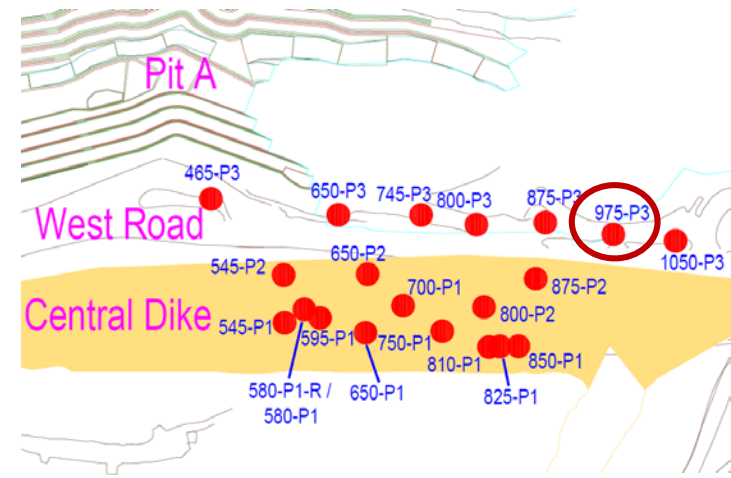 Pit A
465-P3
650-P3
745-P3
800-P3
875-P3
975-P3
West Road
1050-P3
545-P2
650-P2
875-P2
700-P1
800-P2
Central Dike
545-P1
595-P1
750-P1
810-P1
850-P1
580-P1-R /
580-P1
650-P1
825-P1